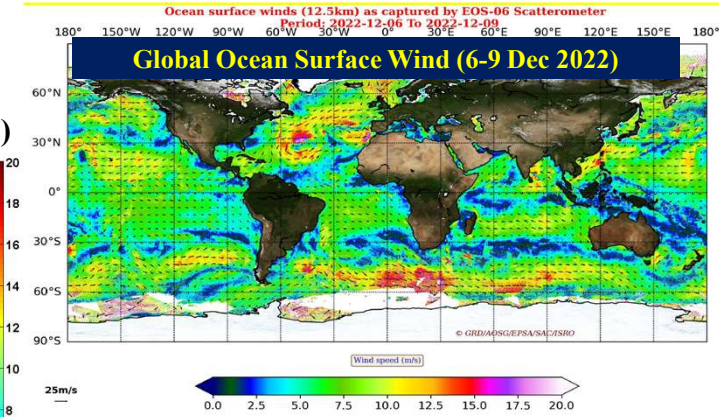 Ocean surface winds (12.5km) as captured by EOS-06 Scatterometer
Period: 2022-12-06 To 2022-12-09
180° 150°W 120°W 90°W 60°W 30°W 0° 30°E 60°E 90°E 120°E 150°E 180°
Global Ocean Surface Wind (6-9 Dec 2022)
60°N
)
30°N
20
0°
18
30°S
16
60°S
14
12
© GRD/AOSG/EPSA/SAC/ISRO
90°S
10
Wind speed (m/s)
25m/s
8
0.0 2.5 5.0 7.5 10.0 12.5 15.0 17.5 20.0